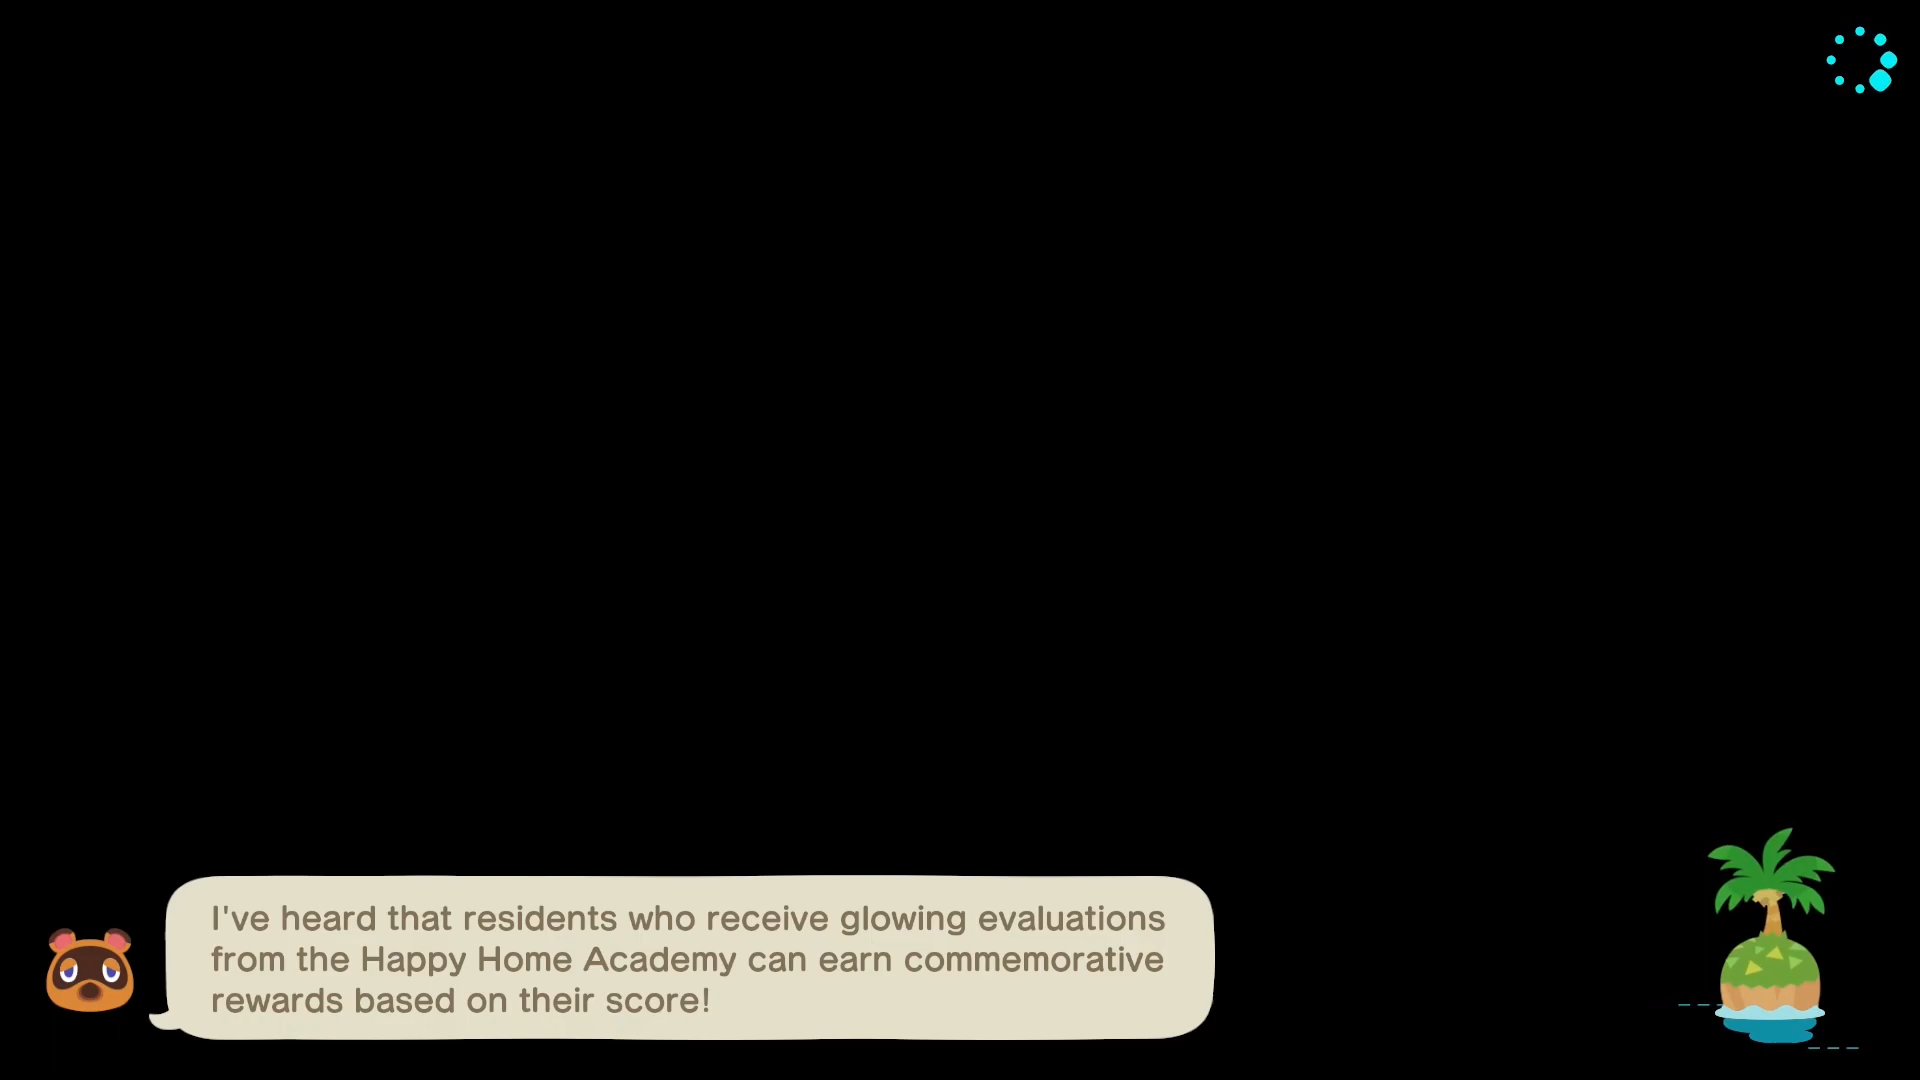 I've heard that residents who receive glowing evaluations
from the Happy Home Academy can earn commemorative
rewards based on their score!